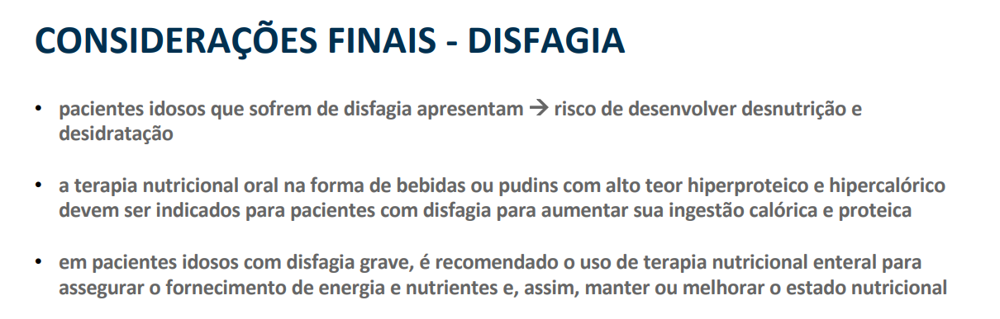 CONSIDERAÇÕES FINAIS - DISFAGIA
• pacientes idosos que sofrem de disfagia apresentam → risco de desenvolver desnutrição e
desidratação
• a terapia nutricional oral na forma de bebidas ou pudins com alto teor hiperproteico e hipercalórico
devem ser indicados para pacientes com disfagia para aumentar sua ingestão calórica e proteica
• em pacientes idosos com disfagia grave, é recomendado o uso de terapia nutricional enteral para
assegurar o fornecimento de energia e nutrientes e, assim, manter ou melhorar o estado nutricional